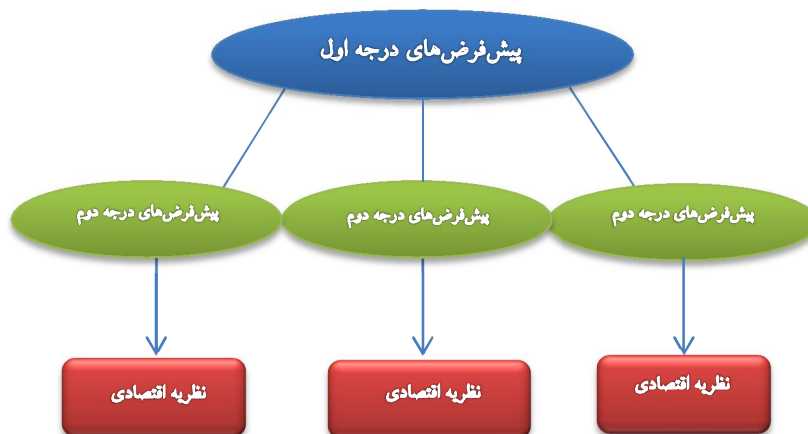 پیش‌فرض‌های درجه اول
پیش‌فرض‌های درجه دوم
پیش‌فرض‌های درجه دوم
پیش‌فرض‌های درجه دوم
نظریه اقتصادی
نظریه اقتصادی
نظریه اقتصادی